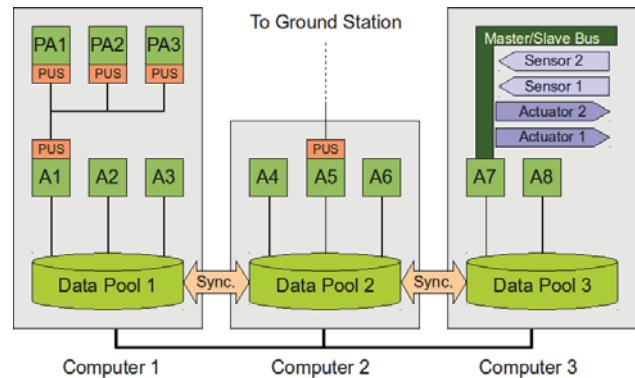 To Ground Station
PA1 PA2 PA3
PUS PUS PUS
PUS
A1 A2 A3
Data Pool 1
Computer 1
PUS
A4 A5 A6
Data Pool 2
Computer 2
Master/Slave Bus
Sensor 2
Sensor 1
Actuator 2
Actuator 1
A7 A8
Data Pool 3
Computer 3
Sync.
Sync.